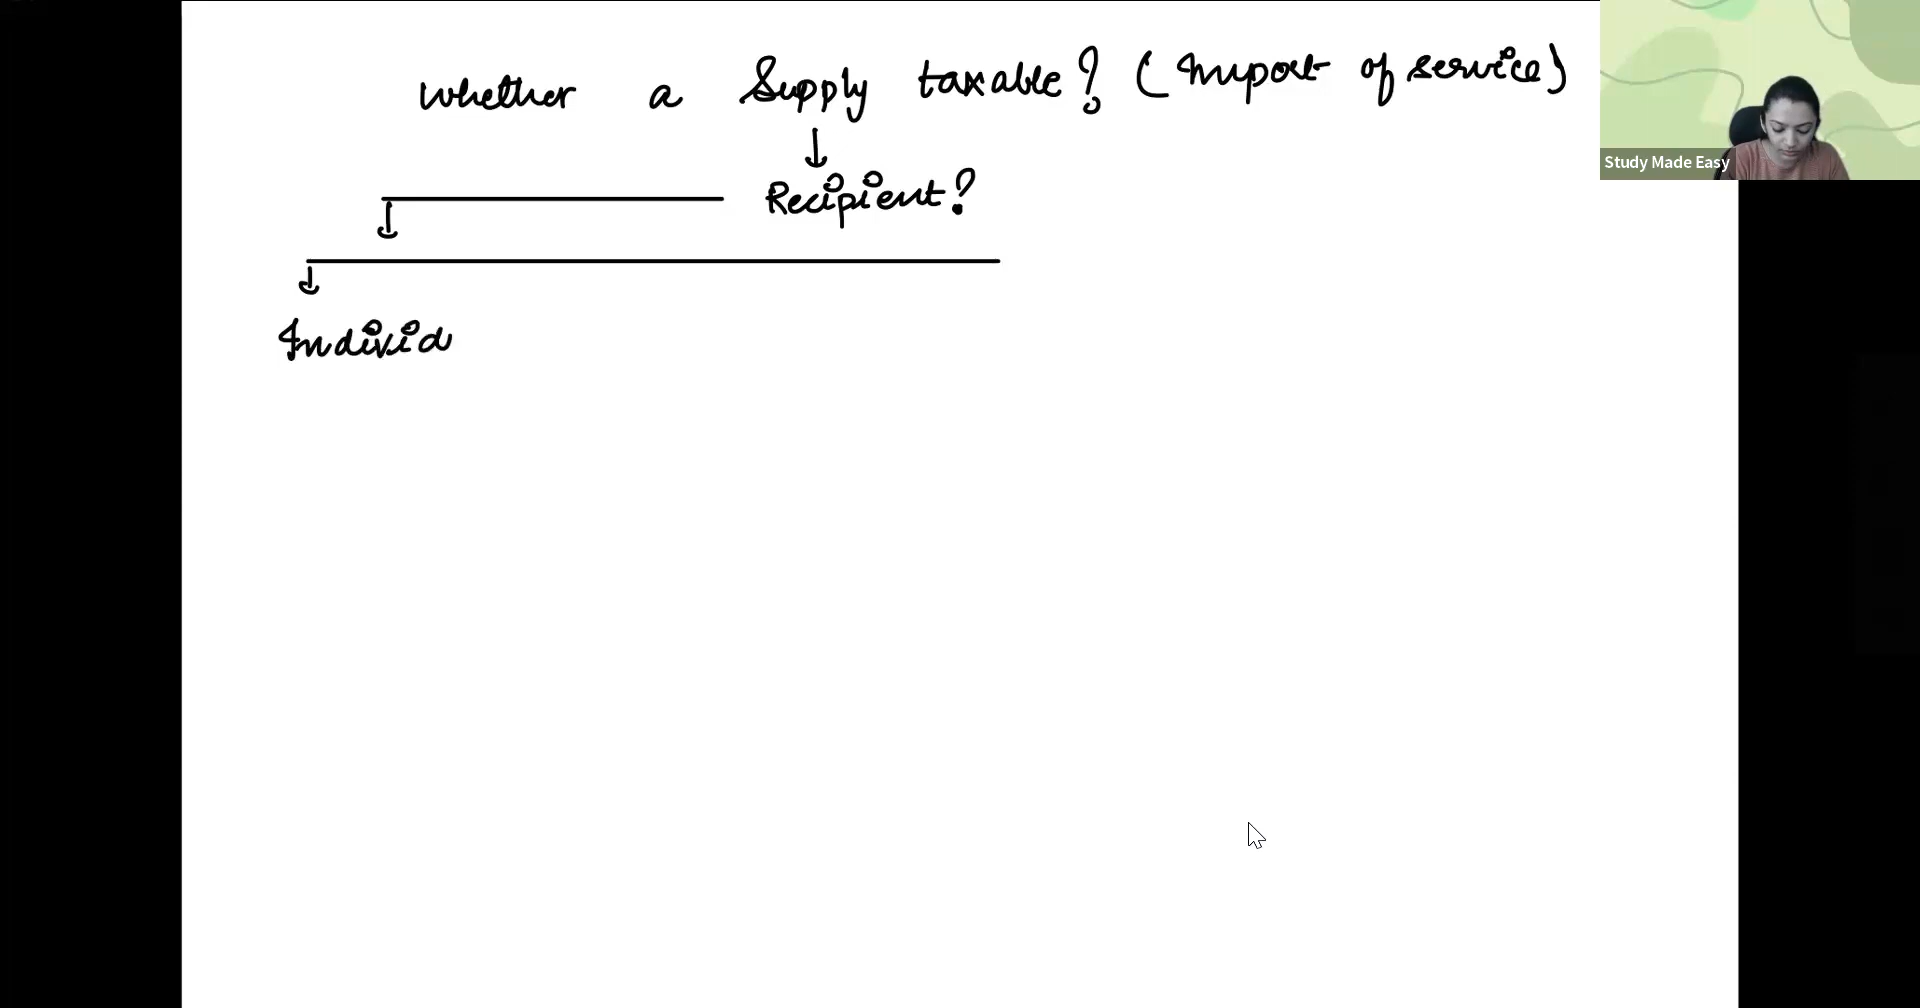 whether a Supply taxable? (Import of service)
Study Made Easy
Recipient?
Individ